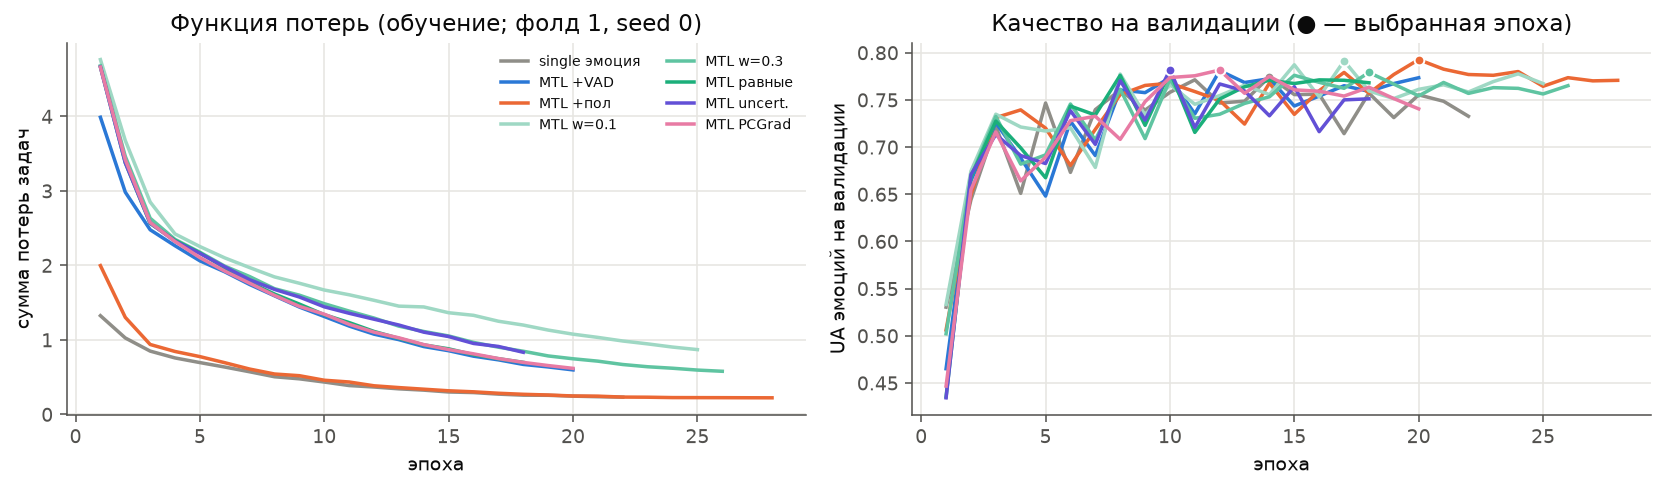 Функция потерь (обучение; фолд 1, seed 0)
сумма потерь задач
4
3
2
1
0
0 5 10 15 20 25
эпоха
single эмоция
MTL +VAD
MTL +пол
MTL w=0.1
MTL w=0.3
MTL равные
MTL uncert.
MTL PCGrad
Качество на валидации (● — выбранная эпоха)
UA эмоций на валидации
0.80
0.75
0.70
0.65
0.60
0.55
0.50
0.45
0 5 10 15 20 25
эпоха